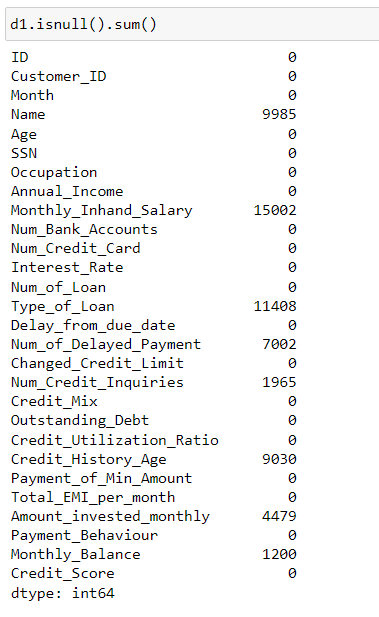 d1.isnull().sum()
ID 0
Customer_ID 0
Month 0
Name 9985
Age 0
SSN 0
Occupation 0
Annual_Income 0
Monthly_Inhand_Salary 15002
Num_Bank_Accounts 0
Num_Credit_Card 0
Interest_Rate 0
Num_of_Loan 0
Type_of_Loan 11408
Delay_from_due_date 0
Num_of_Delayed_Payment 7002
Changed_Credit_Limit 0
Num_Credit_Inquiries 1965
Credit_Mix 0
Outstanding_Debt 0
Credit_Utilization_Ratio 0
Credit_History_Age 9030
Payment_of_Min_Amount 0
Total_EMI_per_month 0
Amount_invested_monthly 4479
Payment_Behaviour 0
Monthly_Balance 1200
Credit_Score 0
dtype: int64